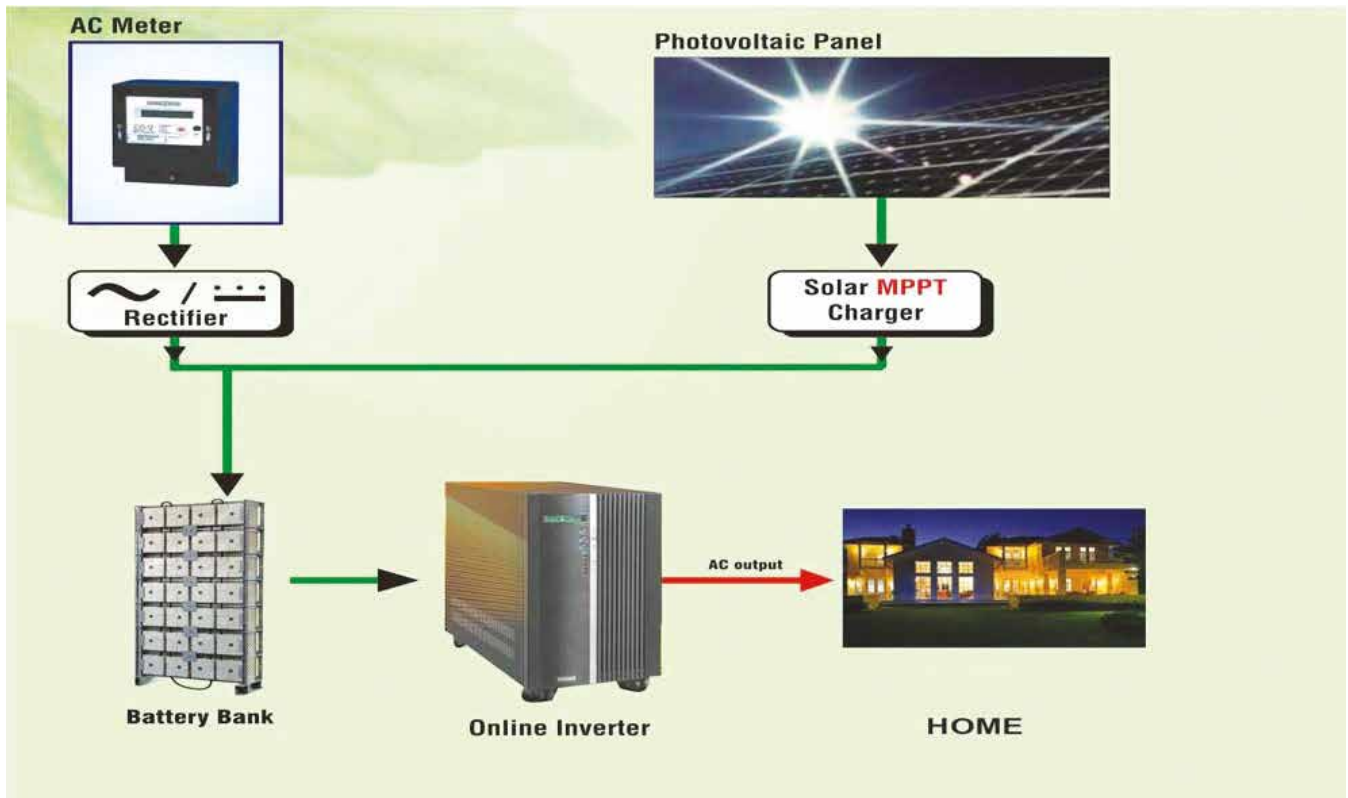 AC Meter
Photovoltaic Panel
Rectifier
Solar MPPT
Charger
AC output
Battery Bank
Online Inverter
HOME